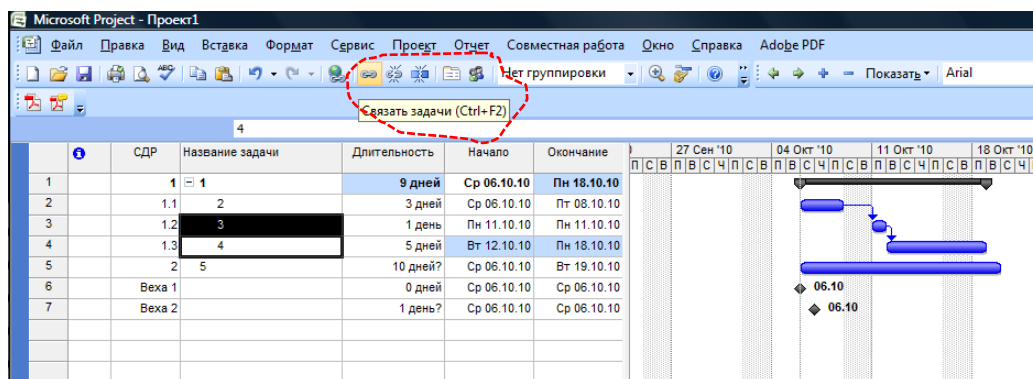 Microsoft Project - Проект1
Файл Правка Вид Вставка Формат Сервис Проект Отчет Совместная работа Окно Справка Adobe PDF
ABC Нет группировки Показать Arial
Связать задачи (Ctrl+F2)
4
СДР Название задачи Длительность Начало Окончание 27 Сен '10 04 Окт '10 11 Окт '10 18 Окт '10
П С В П В С Ч П С В П В С Ч П С В П В С Ч П С В П В С Ч
1 1 1 9 дней Ср 06.10.10 Пн 18.10.10
2 1.1 2 3 дней Ср 06.10.10 Пт 08.10.10
3 1.2 3 1 день Пн 11.10.10 Пн 11.10.10
4 1.3 4 5 дней Вт 12.10.10 Пн 18.10.10
5 2 5 10 дней? Ср 06.10.10 Вт 19.10.10
6 Веха 1 0 дней Ср 06.10.10 Ср 06.10.10 06.10
7 Веха 2 1 день? Ср 06.10.10 Ср 06.10.10 06.10